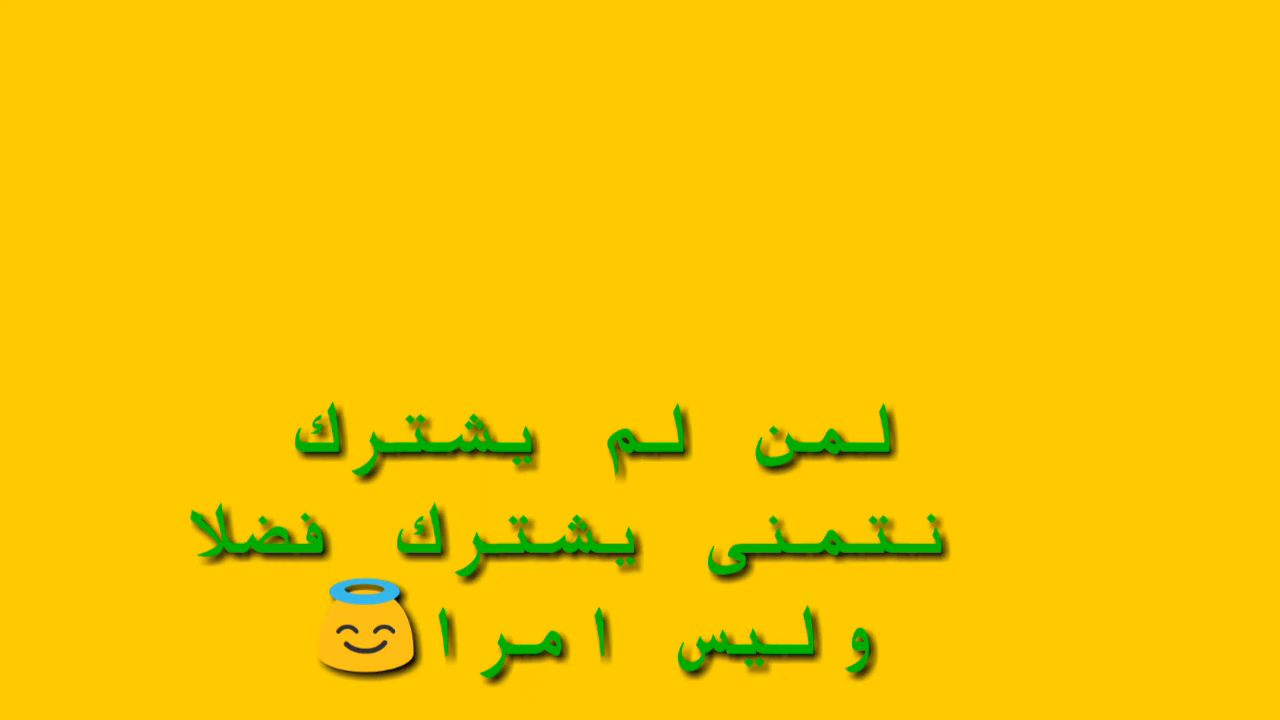 لمن لم يشترك
نتمنى يشترك فضلا
وليس امرا😇